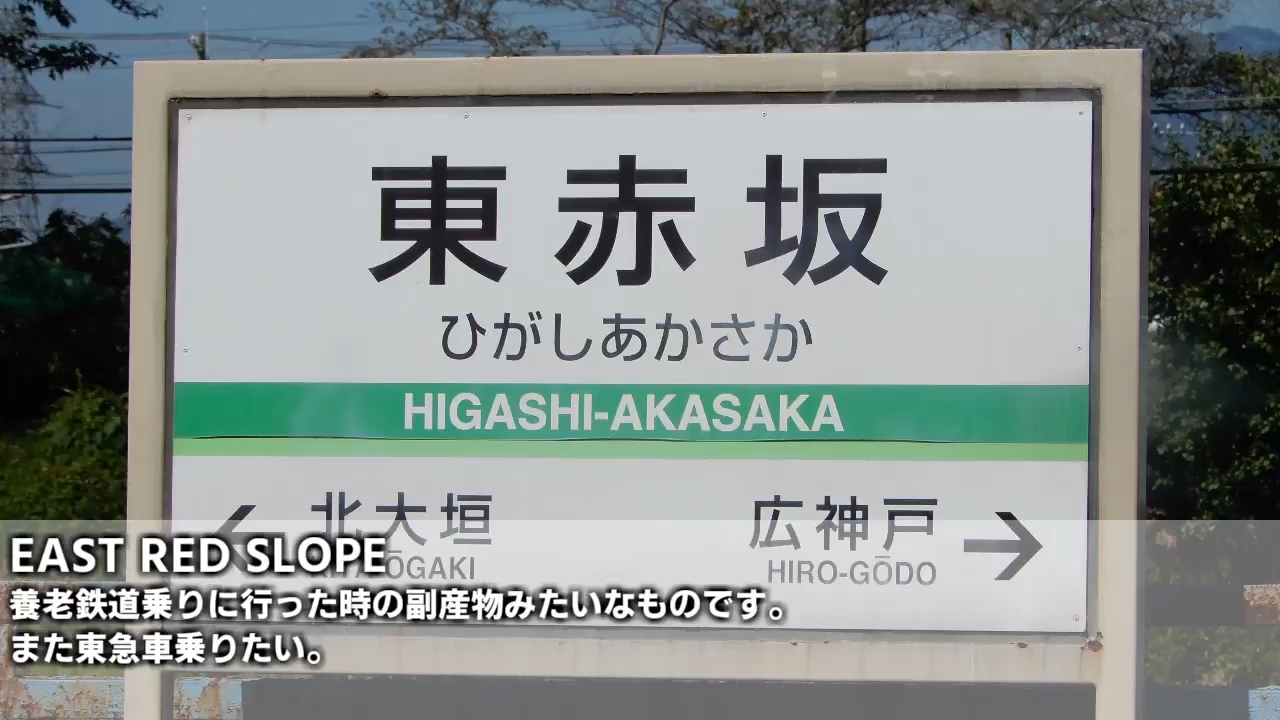 東赤坂
ひがしあかさか
HIGASHI-AKASAKA
← 北大垣 広神戸 →
ŌGAKI HIRO-GŌDO
EAST RED SLOPE
養老鉄道乗りに行った時の副産物みたいなものです。
また東急車乗りたい。